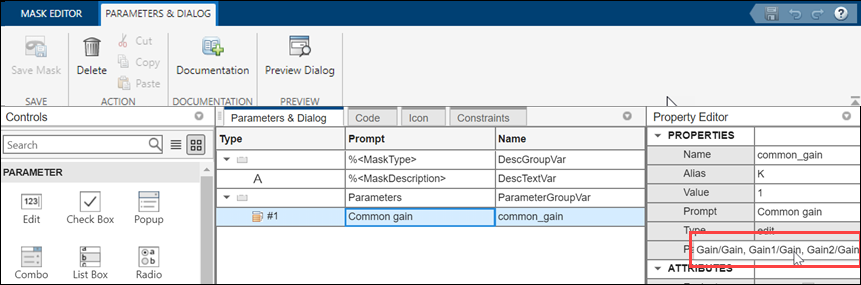 MASK EDITOR PARAMETERS & DIALOG
Save Mask Delete Cut Copy Paste Documentation Preview Dialog
SAVE ACTION DOCUMENTATION PREVIEW
Controls
Search
PARAMETER
123 Edit
Check Box
Popup
Combo
List Box
Radio
Parameters & Dialog Code Icon Constraints
Type Prompt Name
%<MaskType> DescGroupVar
A %<MaskDescription> DescTextVar
Parameters ParameterGroupVar
#1 Common gain common_gain
Property Editor
PROPERTIES
Name common_gain
Alias K
Value 1
Prompt Common gain
Type edit
Gain/Gain, Gain1/Gain, Gain2/Gain
ATTRIBUTES